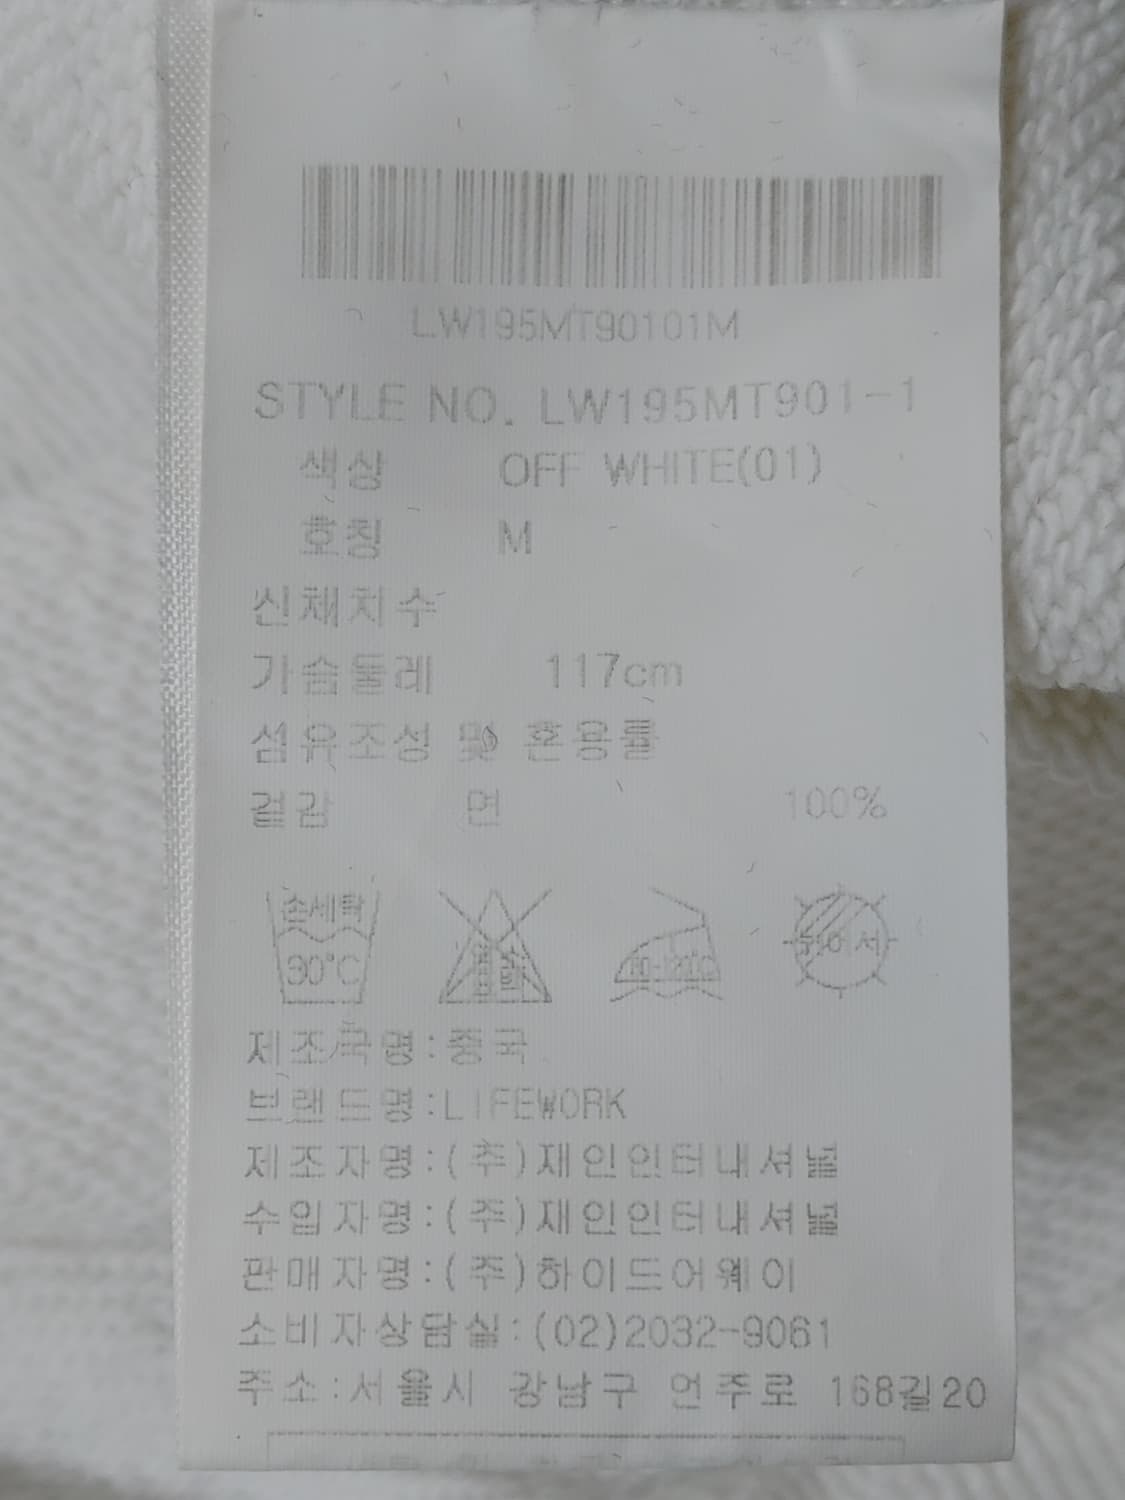 LW195MT90101M
STYLE NO. LW195MT901-1
색상 OFF WHITE(01)
호칭 M
신체치수
가슴둘레 117cm
섬유조성 및 혼용률
겉감 면 100%
손세탁
30°C
제조국명:중국
브랜드명:LIFEWORK
제조자명:(주)재인인터내셔널
수입자명:(주)재인인터내셔널
판매자명:(주)하이드어웨이
소비자상담실:(02)2032-9061
주소:서울시 강남구 언주로 168길20